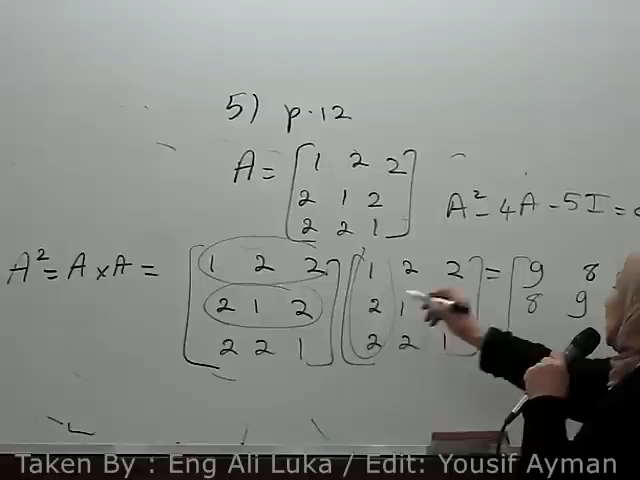 5) p.12
A = [1 2 2
2 1 2
2 2 1]
A² - 4A - 5I =
A² = A × A = [1 2 2 2 1 2 2 2 1] [1 2 2 2 1 2 2 1] = [9 8 8 9
Taken By : Eng Ali Luka / Edit: Yousif Ayman